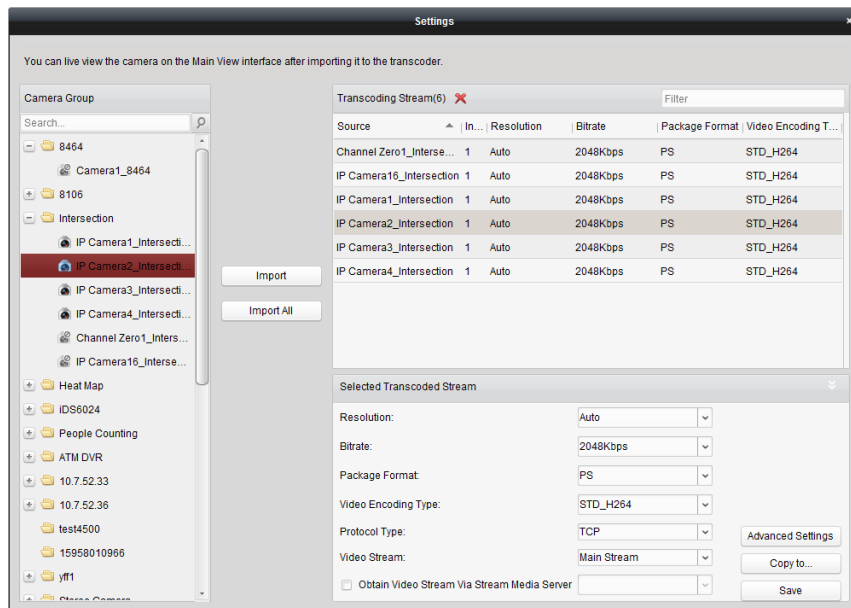 Settings
You can live view the camera on the Main View interface after importing it to the transcoder.
Camera Group
Search...
8464
Camera1_8464
8106
Intersection
IP Camera1_Intersecti...
IP Camera2_Intersecti...
IP Camera3_Intersecti...
IP Camera4_Intersecti...
Channel Zero1_Inters...
IP Camera16_Interse...
Heat Map
iDS6024
People Counting
ATM DVR
10.7.52.33
10.7.52.36
test4500
15958010966
yff1
Stereo Camera
Import
Import All
Transcoding Stream(6)
Filter
Source In... Resolution Bitrate Package Format Video Encoding T...
Channel Zero1_Interse... 1 Auto 2048Kbps PS STD_H264
IP Camera16_Intersection 1 Auto 2048Kbps PS STD_H264
IP Camera1_Intersection 1 Auto 2048Kbps PS STD_H264
IP Camera2_Intersection 1 Auto 2048Kbps PS STD_H264
IP Camera3_Intersection 1 Auto 2048Kbps PS STD_H264
IP Camera4_Intersection 1 Auto 2048Kbps PS STD_H264
Selected Transcoded Stream
Resolution: Auto
Bitrate: 2048Kbps
Package Format: PS
Video Encoding Type: STD_H264
Protocol Type: TCP
Video Stream: Main Stream
Obtain Video Stream Via Stream Media Server
Advanced Settings
Copy to...
Save